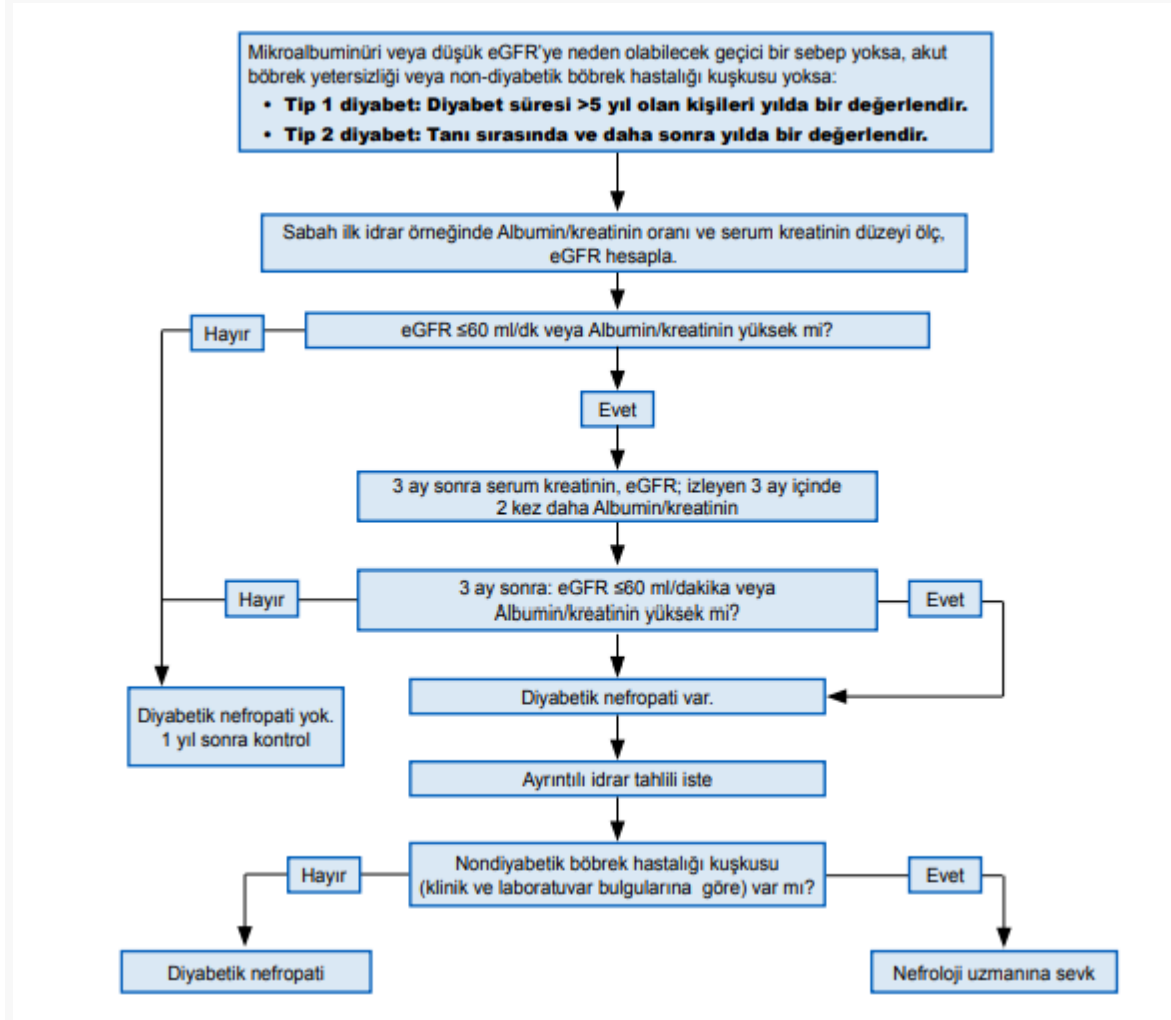 Mikroalbuminüri veya düşük eGFR'ye neden olabilecek geçici bir sebep yoksa, akut
böbrek yetersizliği veya non-diyabetik böbrek hastalığı kuşkusu yoksa:
• Tip 1 diyabet: Diyabet süresi >5 yıl olan kişileri yılda bir değerlendir.
• Tip 2 diyabet: Tanı sırasında ve daha sonra yılda bir değerlendir.
Sabah ilk idrar örneğinde Albumin/kreatinin oranı ve serum kreatinin düzeyi ölç,
eGFR hesapla.
Hayır
eGFR ≤60 ml/dk veya Albumin/kreatinin yüksek mi?
Evet
3 ay sonra serum kreatinin, eGFR; izleyen 3 ay içinde
2 kez daha Albumin/kreatinin
Hayır
3 ay sonra: eGFR ≤60 ml/dakika veya
Albumin/kreatinin yüksek mi?
Evet
Diyabetik nefropati yok.
1 yıl sonra kontrol
Diyabetik nefropati var.
Ayrıntılı idrar tahlili iste
Hayır
Nondiyabetik böbrek hastalığı kuşkusu
(klinik ve laboratuvar bulgularına göre) var mı?
Evet
Diyabetik nefropati
Nefroloji uzmanına sevk